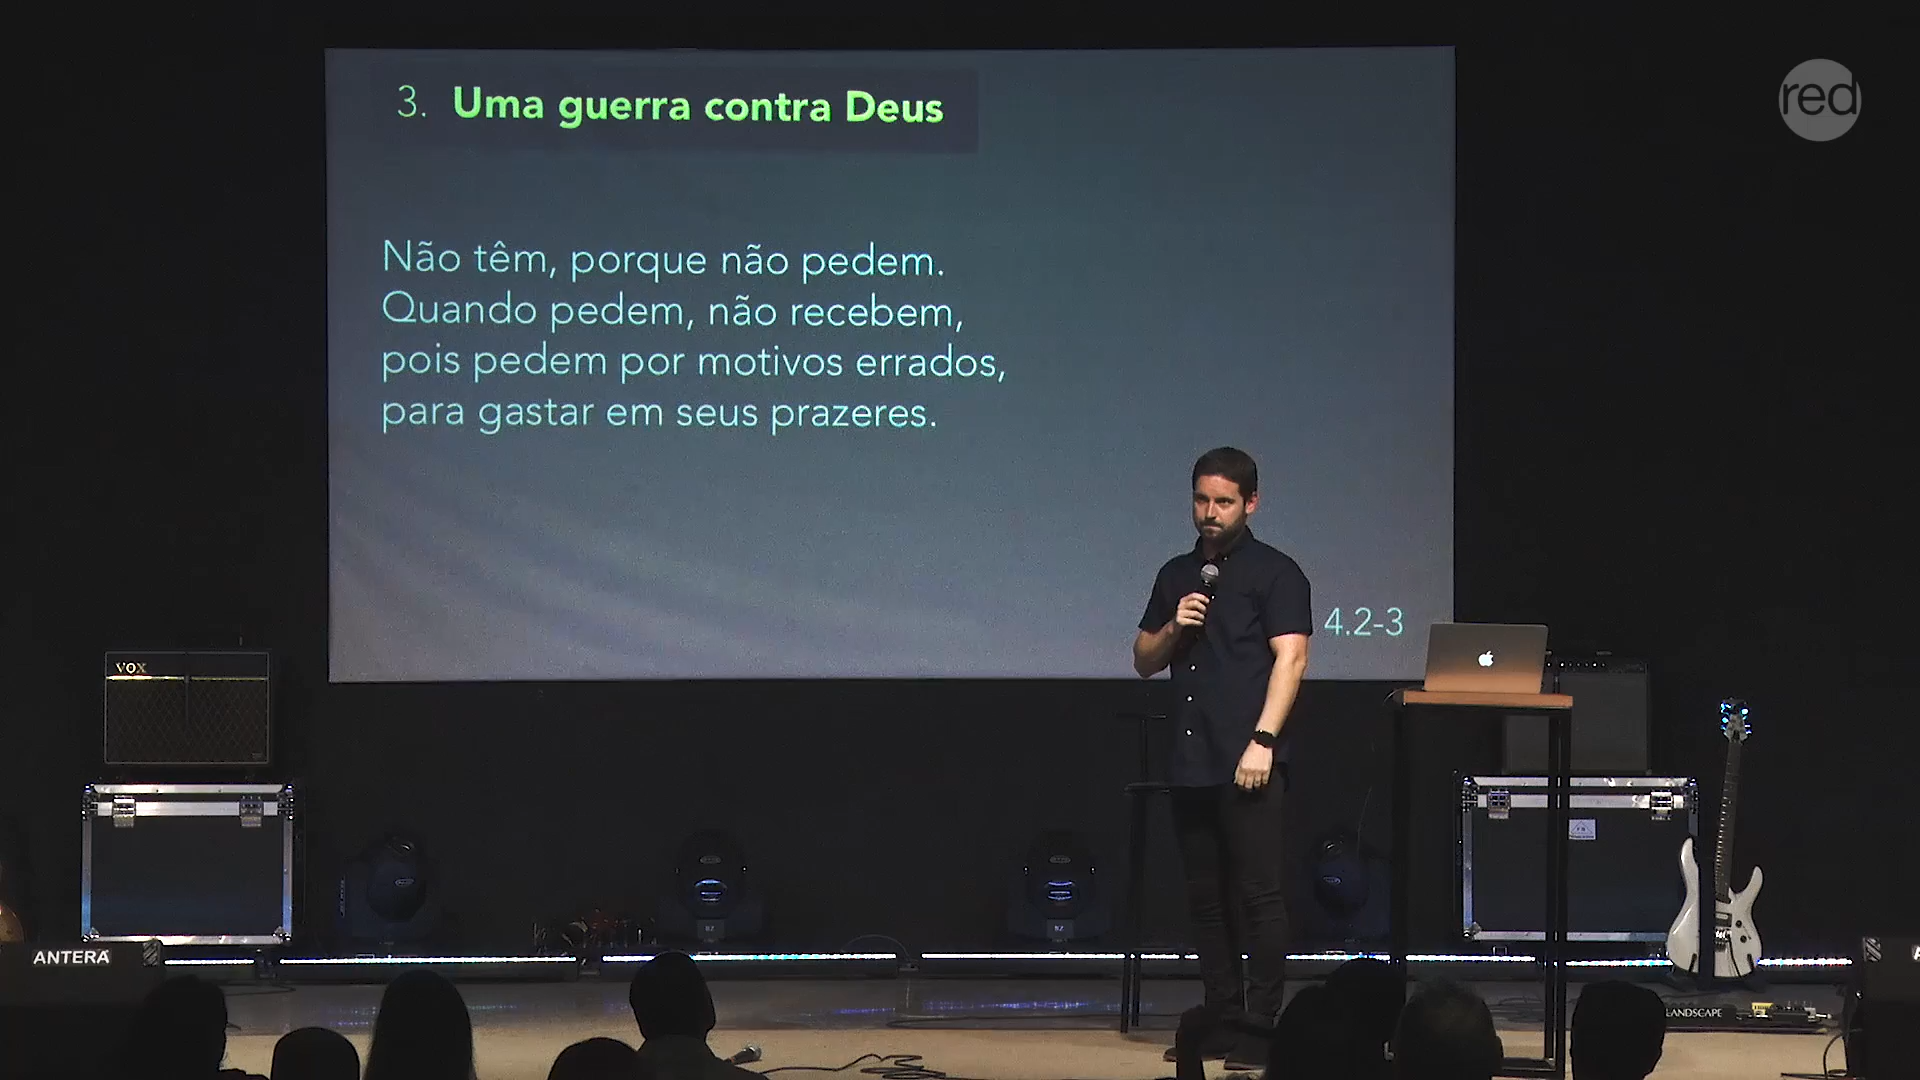 red
3. Uma guerra contra Deus
Não têm, porque não pedem.
Quando pedem, não recebem,
pois pedem por motivos errados,
para gastar em seus prazeres.
4.2-3
VOX
ANTERA
LANDSCAPE